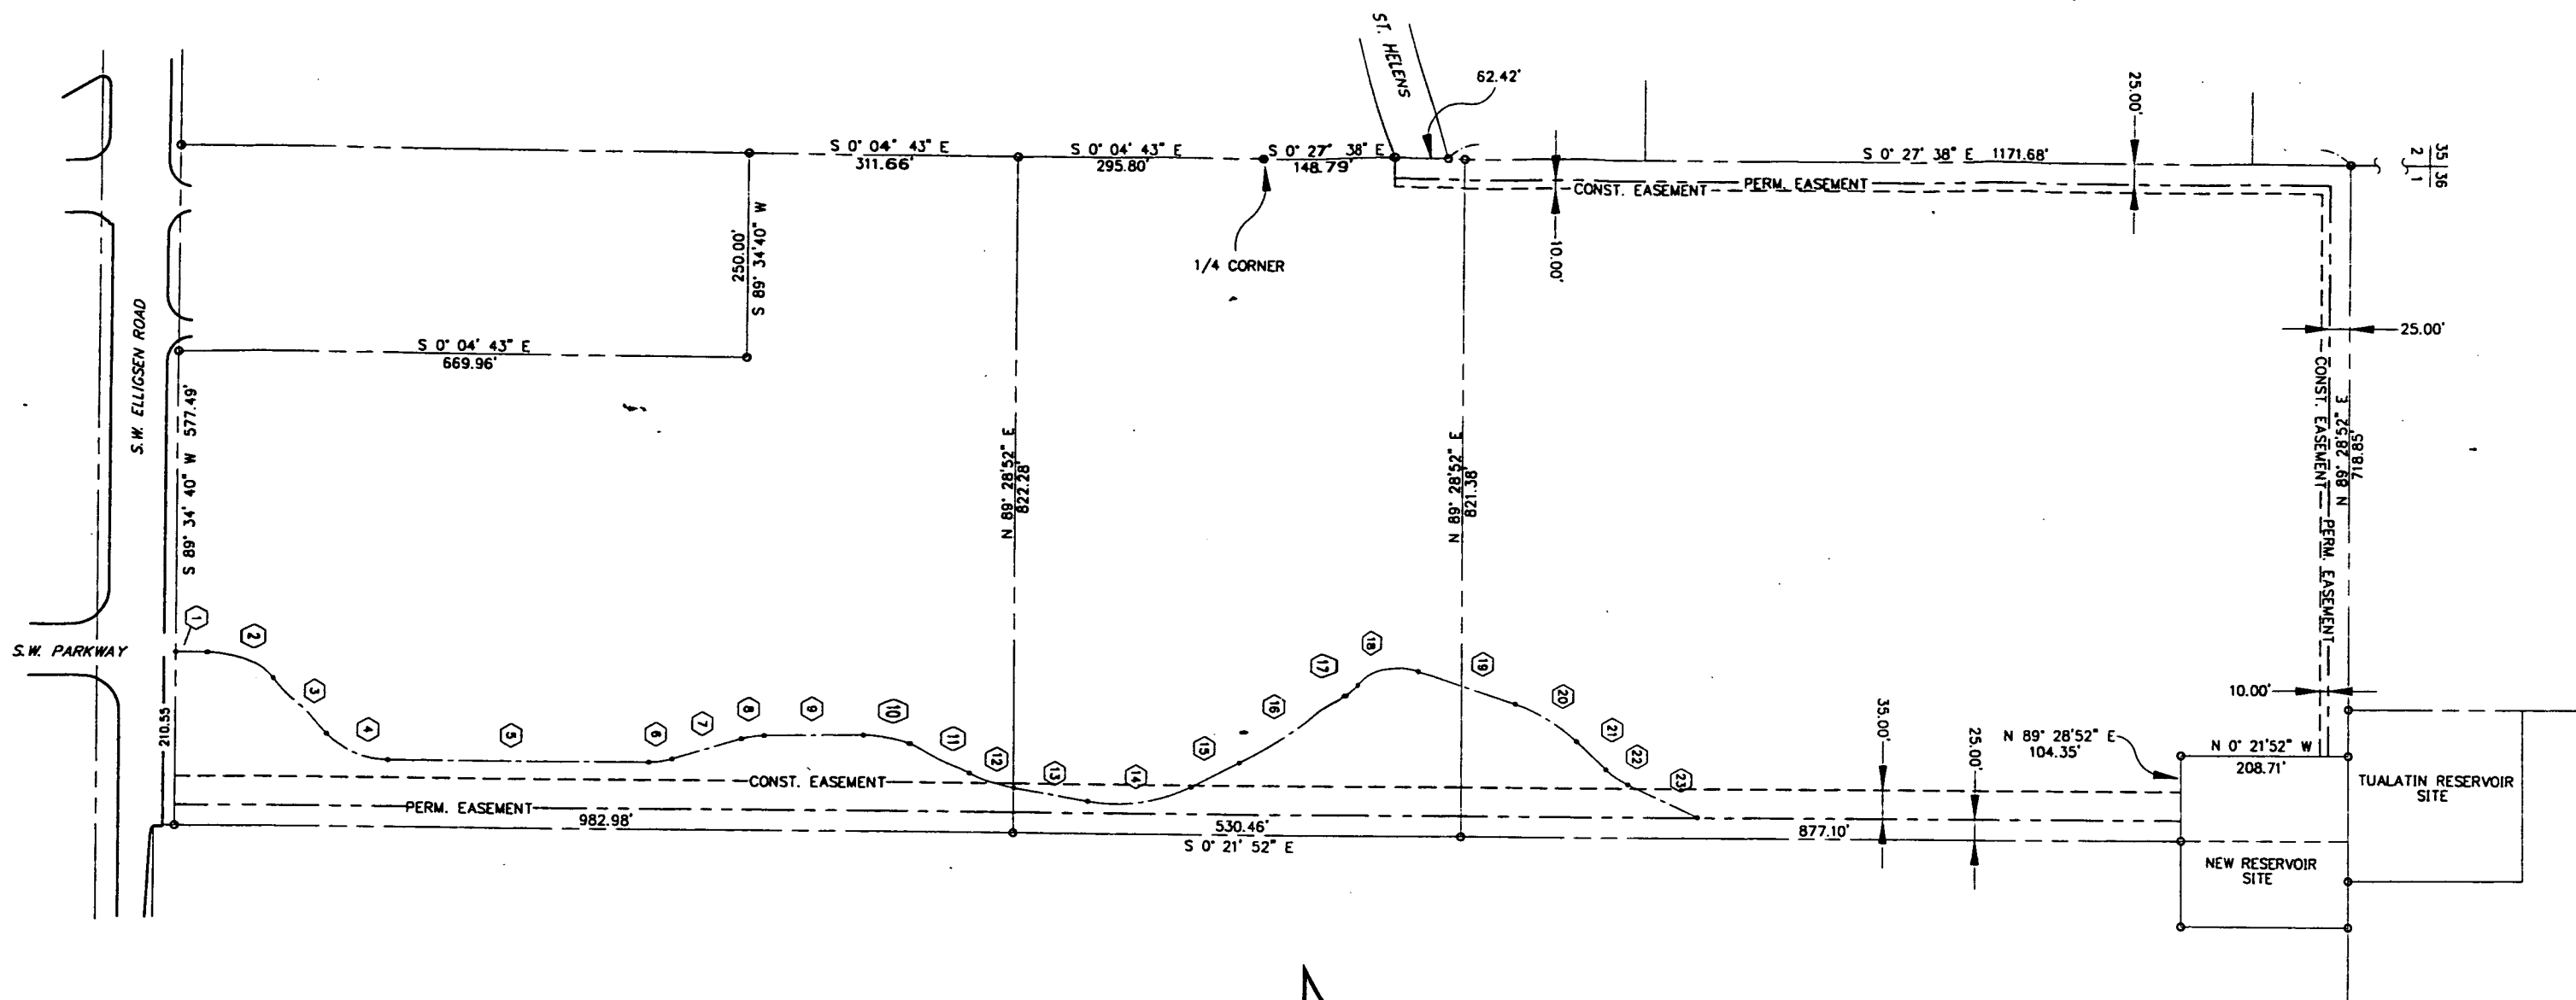 ST. HELENS
62.42'
25.00'
35 36
2 1
S 0° 04" 43" E
311.66'
S 0° 04" 43" E
295.80'
S 0° 27" 38" E
148.79'
S 0° 27" 38" E 1171.68'
CONST. EASEMENT
PERM. EASEMENT
10.00'
1/4 CORNER
250.00'
S 89° 34'40" W
S.W. ELLIGSEN ROAD
S 0° 04' 43" E
669.96'
S 89° 34' 40" W 577.49'
25.00'
CONST. EASEMENT
PERM. EASEMENT
N 89° 28'52" E
718.85'
N 89° 28'52" E
822.28'
N 89° 28'52" E
821.38'
S.W. PARKWAY
210.55
1
2
3
4
5
6
7
8
9
10
11
12
13
14
15
16
17
18
19
20
21
22
23
10.00'
35.00'
25.00'
N 89° 28'52" E
104.35'
N 0° 21'52" W
208.71'
TUALATIN RESERVOIR
SITE
NEW RESERVOIR
SITE
CONST. EASEMENT
PERM. EASEMENT
982.98'
530.46'
S 0° 21' 52" E
877.10'